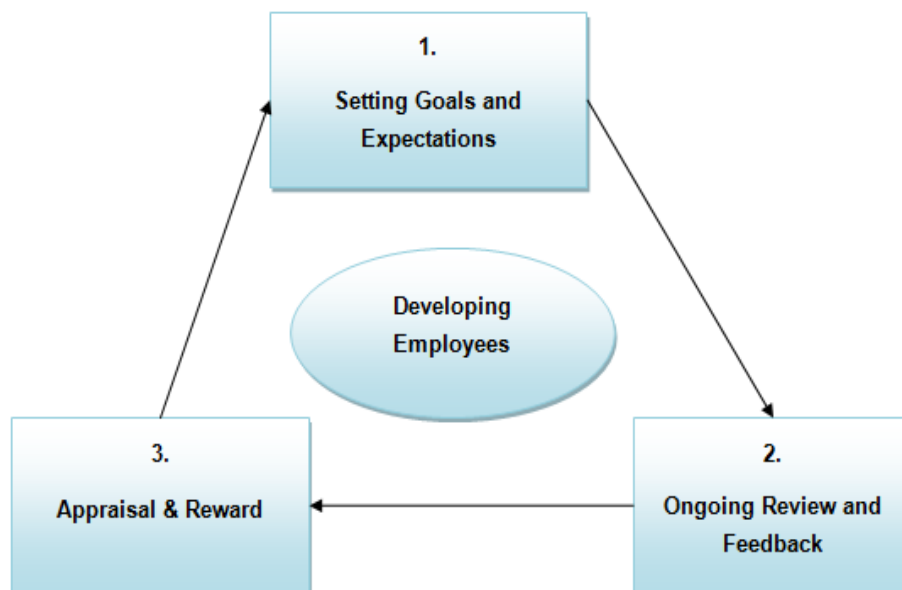 1.
Setting Goals and
Expectations
Developing
Employees
3.
Appraisal & Reward
2.
Ongoing Review and
Feedback